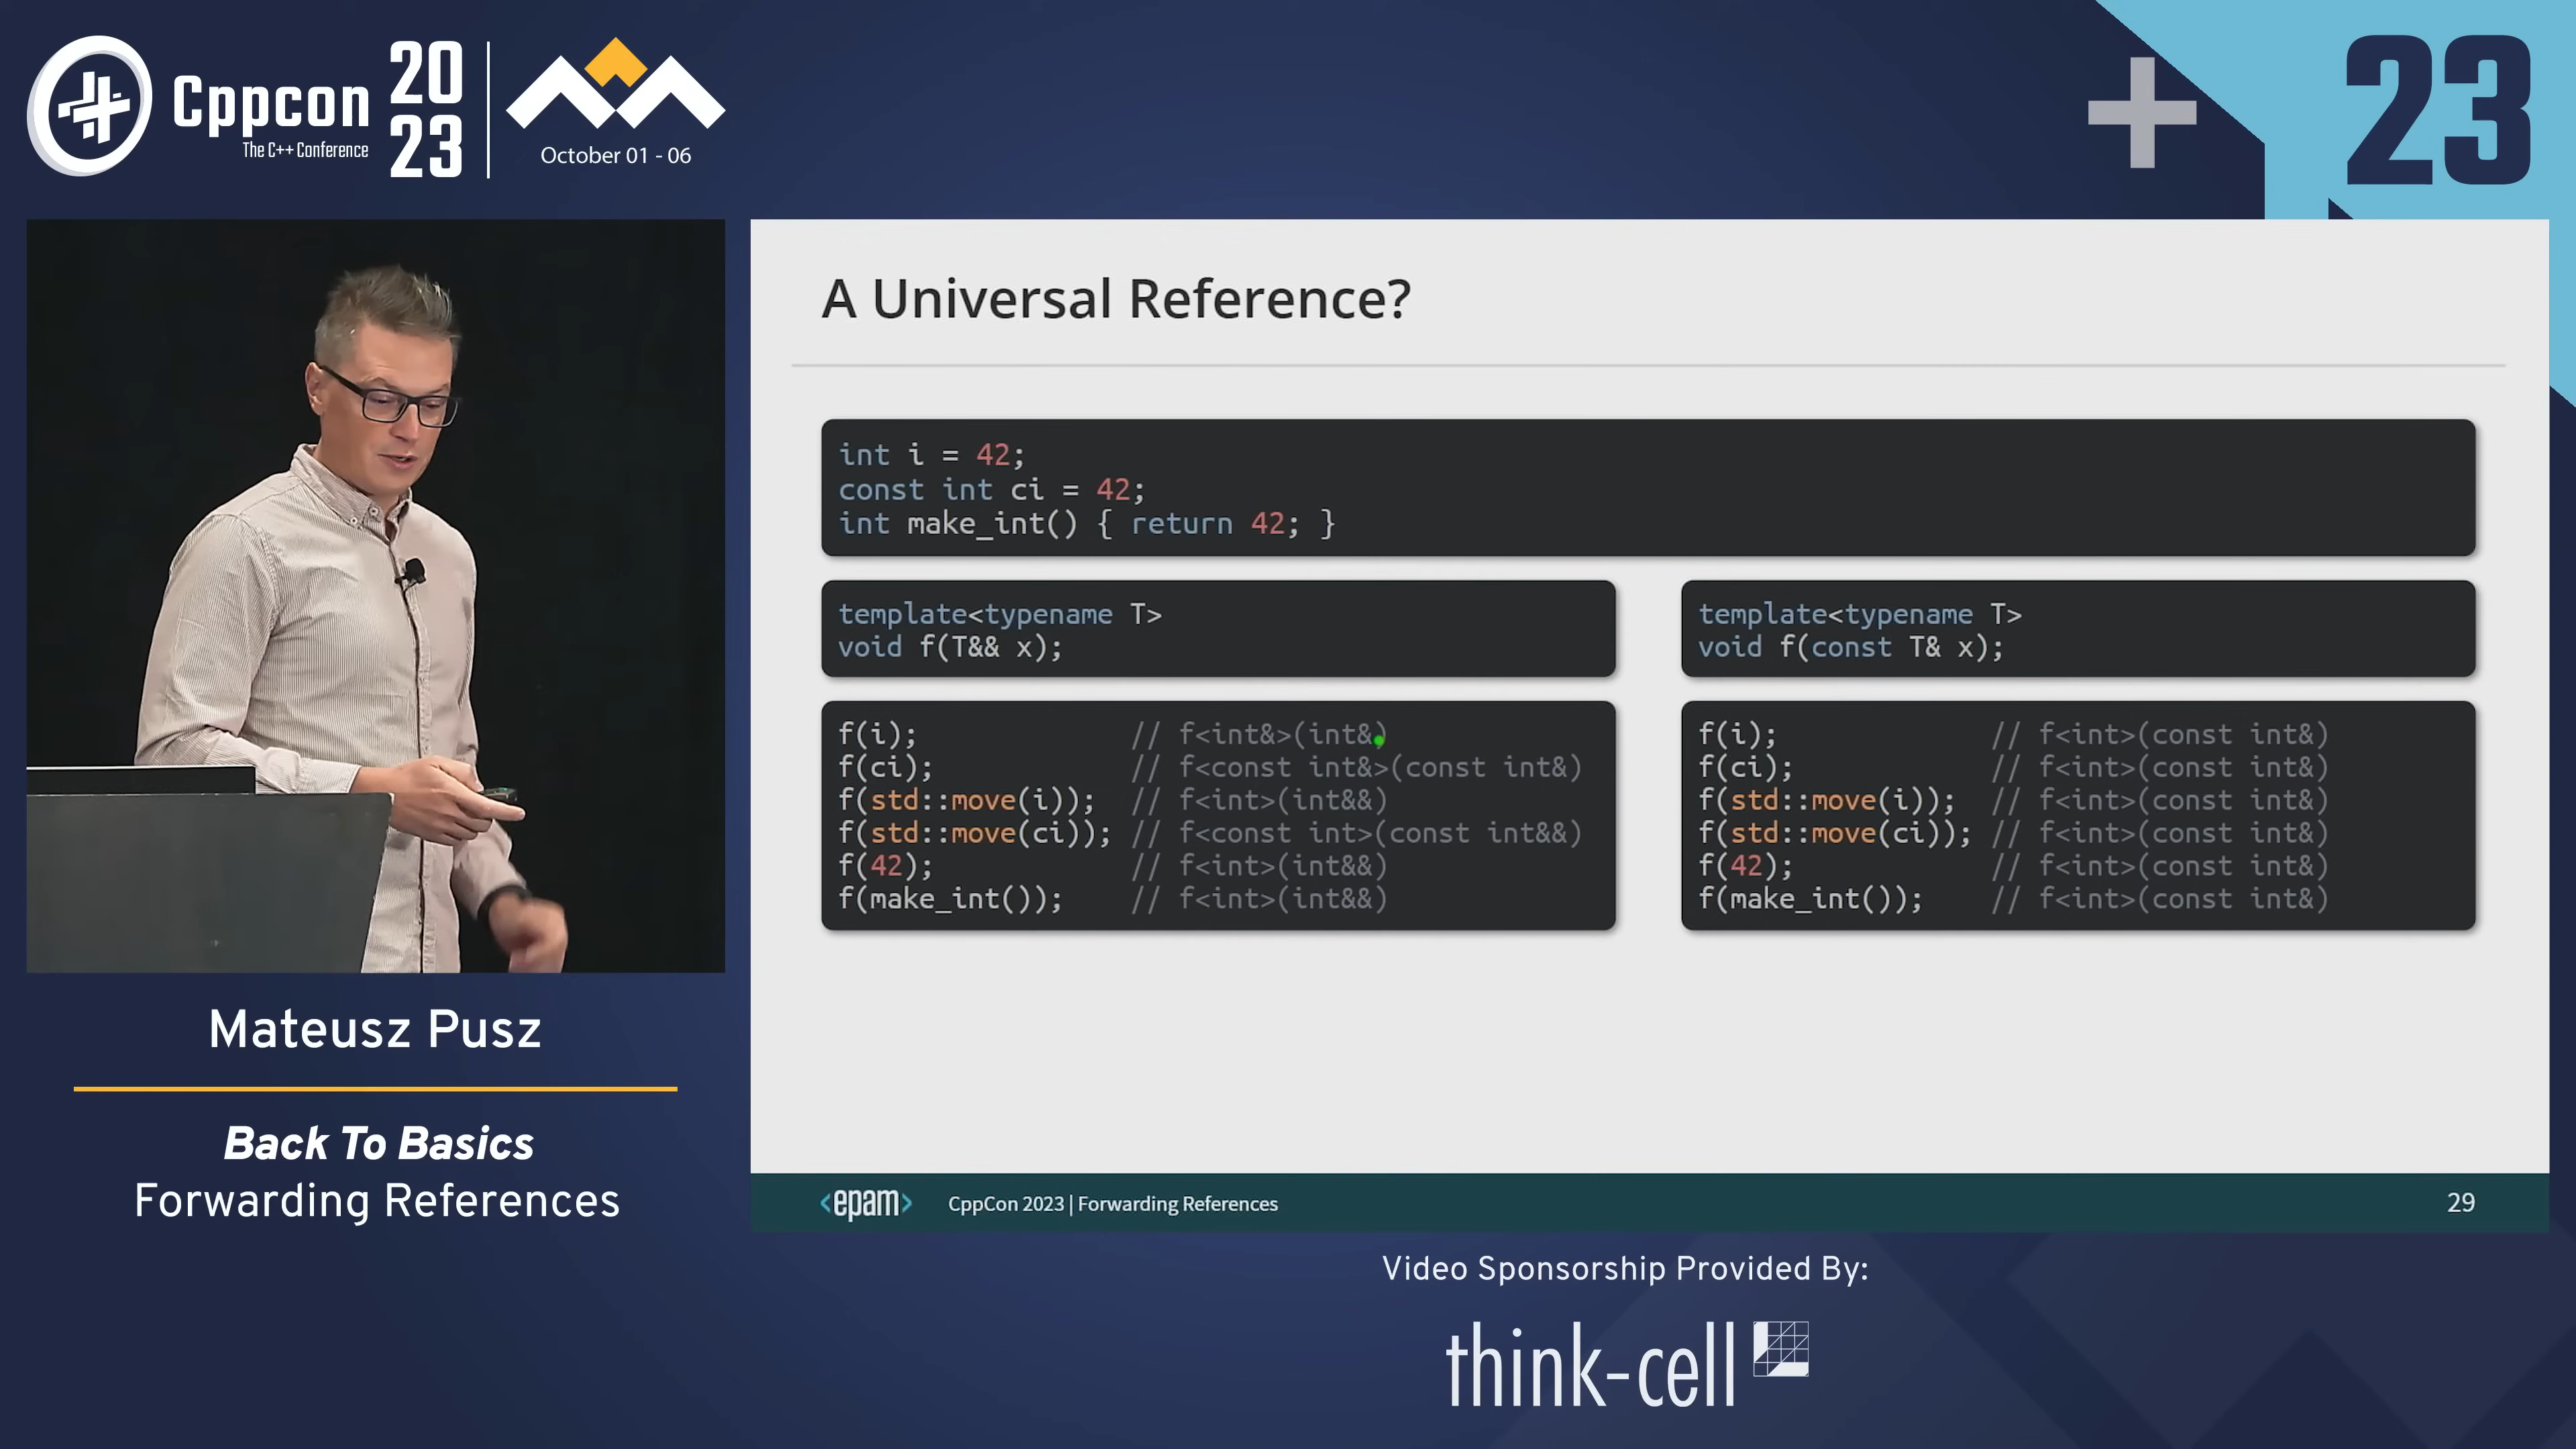 Cppcon
The C++ Conference
20
23
October 01 - 06
23
A Universal Reference?
int i = 42;
const int ci = 42;
int make_int() { return 42; }
template<typename T>
void f(T&& x);
f(i); // f<int&>(int&)
f(ci); // f<const int&>(const int&)
f(std::move(i)); // f<int>(int&&)
f(std::move(ci)); // f<const int>(const int&&)
f(42); // f<int>(int&&)
f(make_int()); // f<int>(int&&)
template<typename T>
void f(const T& x);
f(i); // f<int>(const int&)
f(ci); // f<int>(const int&)
f(std::move(i)); // f<int>(const int&)
f(std::move(ci)); // f<int>(const int&)
f(42); // f<int>(const int&)
f(make_int()); // f<int>(const int&)
<epam> CppCon 2023 | Forwarding References 29
Mateusz Pusz
Back To Basics
Forwarding References
Video Sponsorship Provided By:
think-cell